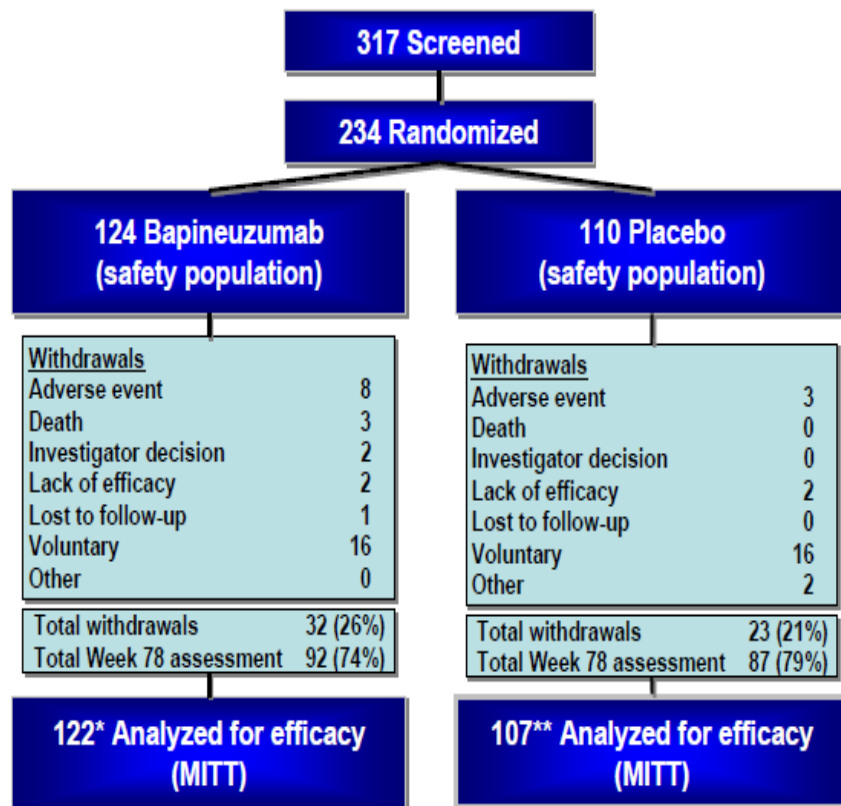 317 Screened
234 Randomized
124 Bapineuzumab
(safety population)
110 Placebo
(safety population)
Withdrawals
Adverse event 8
Death 3
Investigator decision 2
Lack of efficacy 2
Lost to follow-up 1
Voluntary 16
Other 0
Withdrawals
Adverse event 3
Death 0
Investigator decision 0
Lack of efficacy 2
Lost to follow-up 0
Voluntary 16
Other 2
Total withdrawals 32 (26%)
Total Week 78 assessment 92 (74%)
Total withdrawals 23 (21%)
Total Week 78 assessment 87 (79%)
122* Analyzed for efficacy
(MITT)
107** Analyzed for efficacy
(MITT)